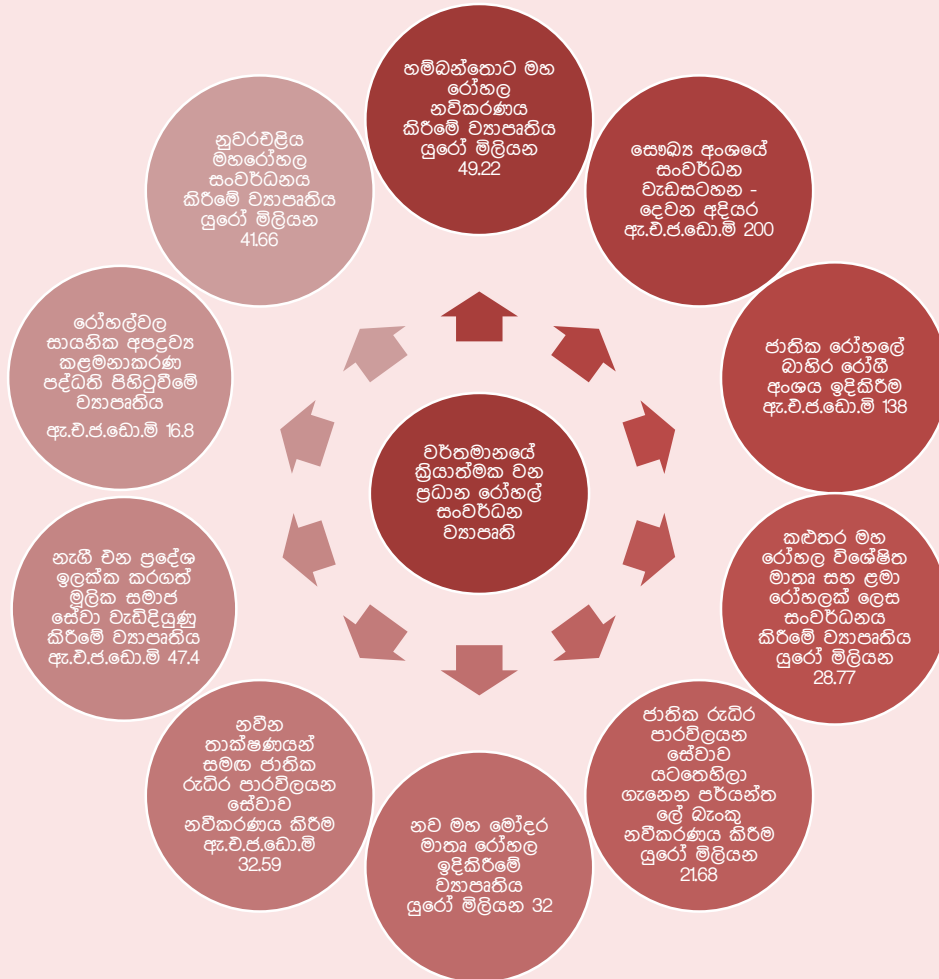 හම්බන්තොට මහ
රෝහල
නවීකරණය
කිරීමේ ව්‍යාපෘතිය
යුරෝ මිලියන
49.22
සෞඛ්‍ය අංශයේ
සංවර්ධන
වැඩසටහන -
දෙවන අදියර
ඇ.එ.ජ.ඩො.මි 200
ජාතික රෝහලේ
බාහිර රෝගී
අංශය ඉදිකිරීම
ඇ.එ.ජ.ඩො.මි 138
කළුතර මහ
රෝහල විශේෂිත
මාතෘ සහ ළමා
රෝහලක් ලෙස
සංවර්ධනය
කිරීමේ ව්‍යාපෘතිය
යුරෝ මිලියන
28.77
ජාතික රුධිර
පාරවිලයන
සේවාව
යටතෙහිලා
ගැනෙන පර්යන්ත
ලේ බැංකු
නවීකරණය කිරීම
යුරෝ මිලියන
21.68
නව මහ මෝදර
මාතෘ රෝහල
ඉදිකිරීමේ
ව්‍යාපෘතිය
යුරෝ මිලියන 32
නවීන
තාක්ෂණයන්
සමඟ ජාතික
රුධිර පාරවිලයන
සේවාව
නවීකරණය කිරීම
ඇ.එ.ජ.ඩො.මි
32.59
නැගී එන ප්‍රදේශ
ඉලක්ක කරගත්
මූලික සමාජ
සේවා වැඩිදියුණු
කිරීමේ ව්‍යාපෘතිය
ඇ.එ.ජ.ඩො.මි 47.4
රෝහල්වල
සායනික අපද්‍රව්‍ය
කළමනාකරණ
පද්ධති පිහිටුවීමේ
ව්‍යාපෘතිය
ඇ.එ.ජ.ඩො.මි 16.8
නුවරඑළිය
මහරෝහල
සංවර්ධනය
කිරීමේ ව්‍යාපෘතිය
යුරෝ මිලියන
41.66
වර්තමානයේ
ක්‍රියාත්මක වන
ප්‍රධාන රෝහල්
සංවර්ධන
ව්‍යාපෘති